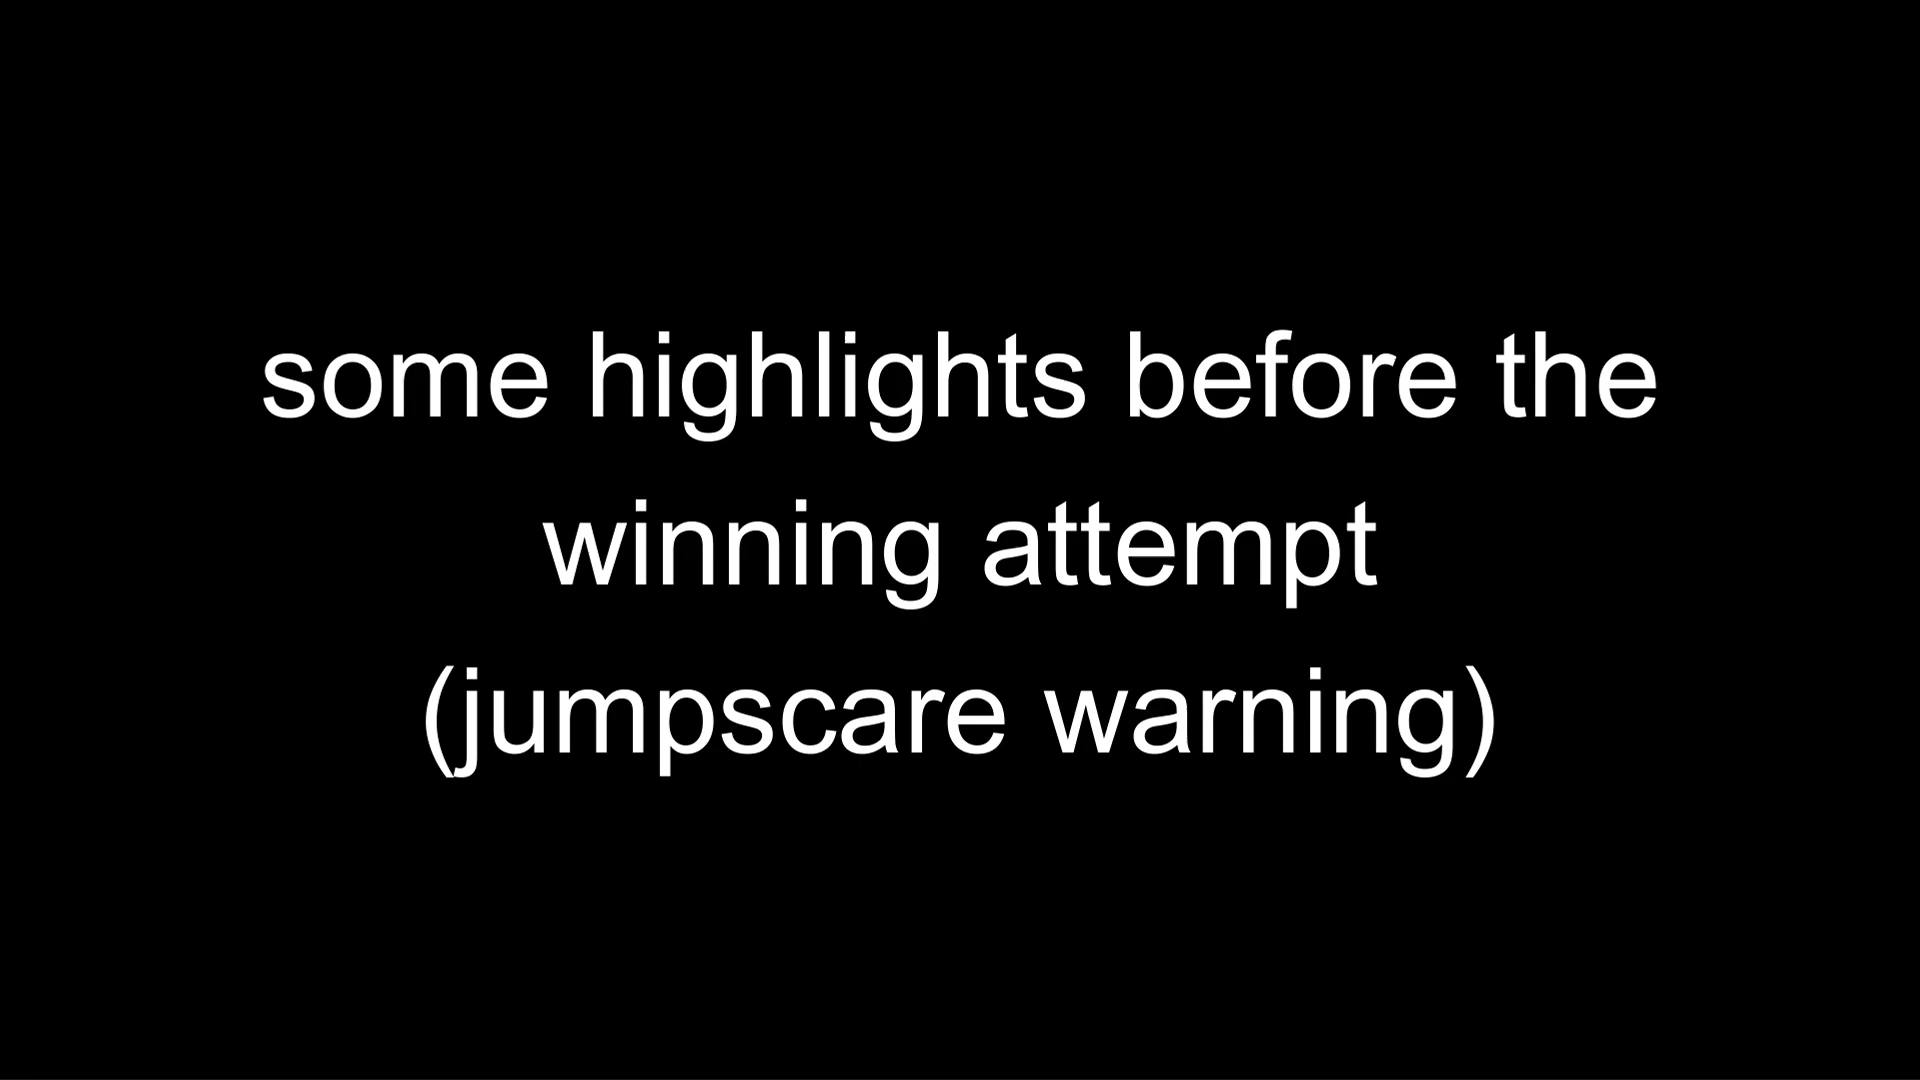 some highlights before the
winning attempt
(jumpscare warning)